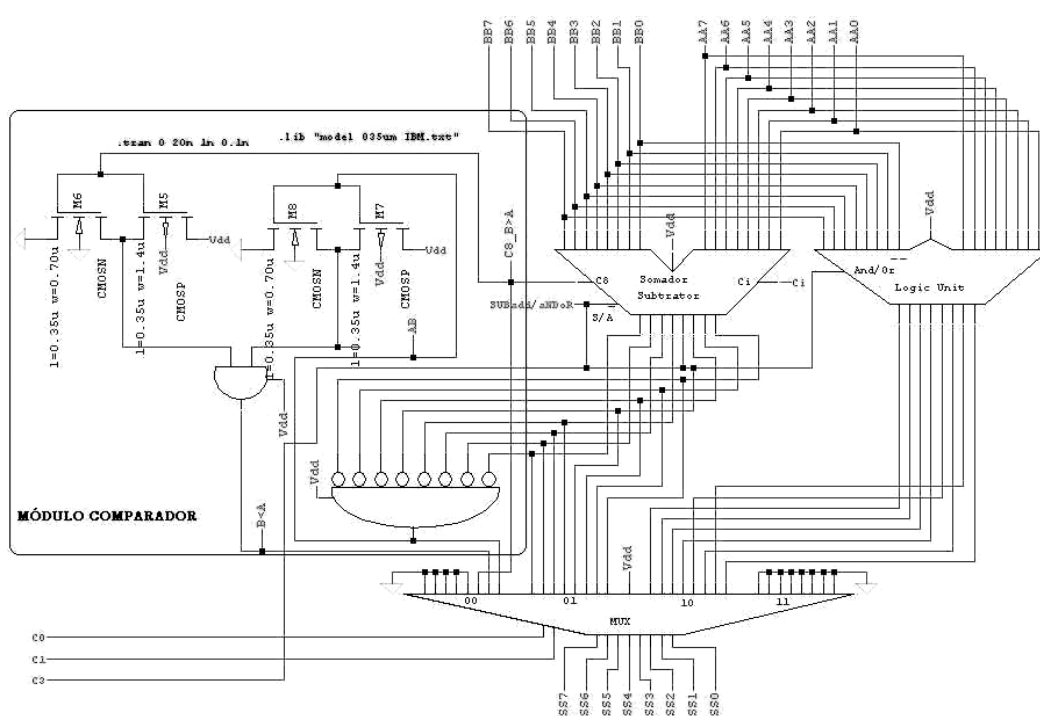 BB7
BB6
BB5
BB4
BB3
BB2
BB1
BB0
AA7
AA6
AA5
AA4
AA3
AA2
AA1
AA0
.tran 0 20n 1n 0.1n
.lib "model 035um IBM.txt"
M6
M5
M8
M7
Vdd
Vdd
Vdd
Vdd
l=0.35u w=0.70u
CMOSN
l=0.35u w=1.4u
CMOSP
l=0.35u w=0.70u
CMOSN
l=0.35u w=1.4u
CMOSP
C8_B>A
AB
Vdd
Vdd
C8
Somador
Subtrator
Ci
Ci
SUBadd/aNDoR
S/A
And/Or
Logic Unit
Vdd
Vdd
MÓDULO COMPARADOR
B<A
Vdd
00
01
10
11
MUX
C0
C1
C3
SS7
SS6
SS5
SS4
SS3
SS2
SS1
SS0